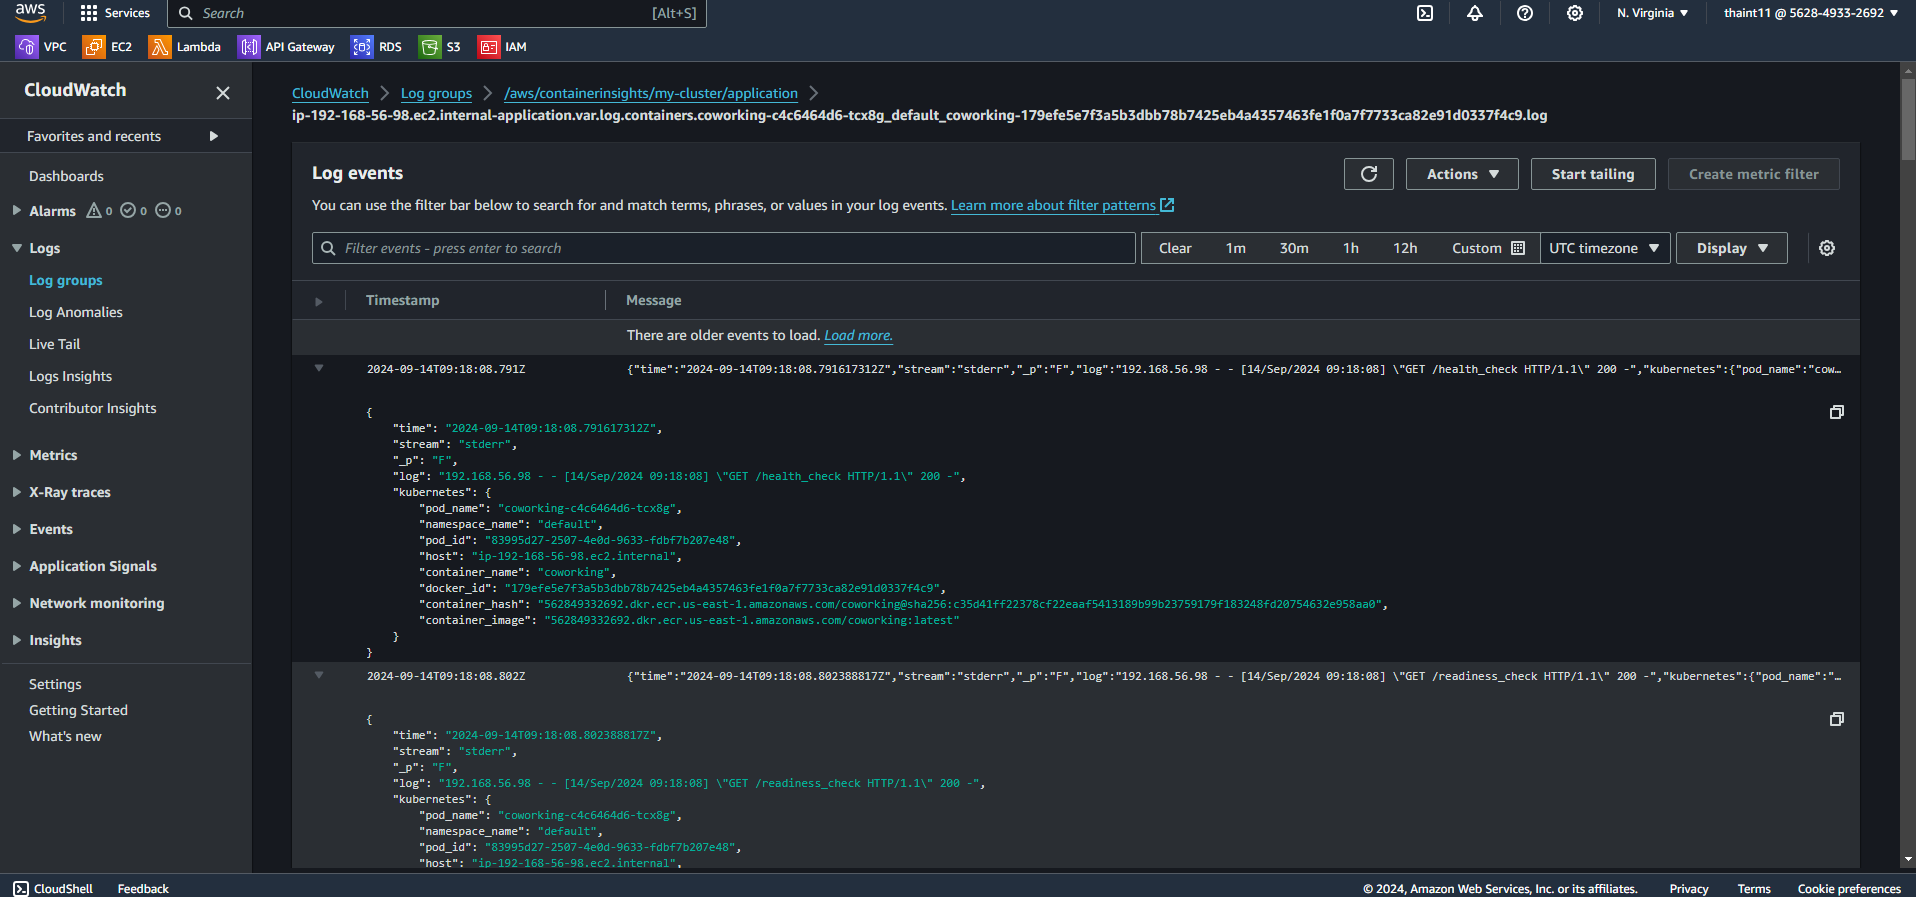 aws Services Search [Alt+S] N. Virginia ▼ thaint11 @ 5628-4933-2692 ▼
VPC EC2 Lambda API Gateway RDS S3 IAM
CloudWatch
Favorites and recents
Dashboards
Alarms 0 0 0
Logs
Log groups
Log Anomalies
Live Tail
Logs Insights
Contributor Insights
Metrics
X-Ray traces
Events
Application Signals
Network monitoring
Insights
Settings
Getting Started
What's new
CloudWatch > Log groups > /aws/containerinsights/my-cluster/application >
ip-192-168-56-98.ec2.internal-application.var.log.containers.coworking-c4c6464d6-tcx8g_default_coworking-179efe5e7f3a5b3dbb78b7425eb4a4357463fe1f0a7f7733ca82e91d0337f4c9.log
Log events
Actions ▼ Start tailing Create metric filter
You can use the filter bar below to search for and match terms, phrases, or values in your log events. Learn more about filter patterns
Filter events - press enter to search Clear 1m 30m 1h 12h Custom UTC timezone ▼ Display ▼
Timestamp Message
There are older events to load. Load more.
2024-09-14T09:18:08.791Z {"time":"2024-09-14T09:18:08.791617312Z","stream":"stderr","_p":"F","log":"192.168.56.98 - - [14/Sep/2024 09:18:08] \"GET /health_check HTTP/1.1\" 200 -","kubernetes":{"pod_name":"cow…
{
"time": "2024-09-14T09:18:08.791617312Z",
"stream": "stderr",
"_p": "F",
"log": "192.168.56.98 - - [14/Sep/2024 09:18:08] \"GET /health_check HTTP/1.1\" 200 -",
"kubernetes": {
"pod_name": "coworking-c4c6464d6-tcx8g",
"namespace_name": "default",
"pod_id": "83995d27-2507-4e0d-9633-fdbf7b207e48",
"host": "ip-192-168-56-98.ec2.internal",
"container_name": "coworking",
"docker_id": "179efe5e7f3a5b3dbb78b7425eb4a4357463fe1f0a7f7733ca82e91d0337f4c9",
"container_hash": "562849332692.dkr.ecr.us-east-1.amazonaws.com/coworking@sha256:c35d41ff22378cf22eaaf5413189b99b23759179f183248fd20754632e958aa0",
"container_image": "562849332692.dkr.ecr.us-east-1.amazonaws.com/coworking:latest"
}
}
2024-09-14T09:18:08.802Z {"time":"2024-09-14T09:18:08.802388817Z","stream":"stderr","_p":"F","log":"192.168.56.98 - - [14/Sep/2024 09:18:08] \"GET /readiness_check HTTP/1.1\" 200 -","kubernetes":{"pod_name":"…
{
"time": "2024-09-14T09:18:08.802388817Z",
"stream": "stderr",
"_p": "F",
"log": "192.168.56.98 - - [14/Sep/2024 09:18:08] \"GET /readiness_check HTTP/1.1\" 200 -",
"kubernetes": {
"pod_name": "coworking-c4c6464d6-tcx8g",
"namespace_name": "default",
"pod_id": "83995d27-2507-4e0d-9633-fdbf7b207e48",
"host": "ip-192-168-56-98.ec2.internal",
CloudShell Feedback © 2024, Amazon Web Services, Inc. or its affiliates. Privacy Terms Cookie preferences